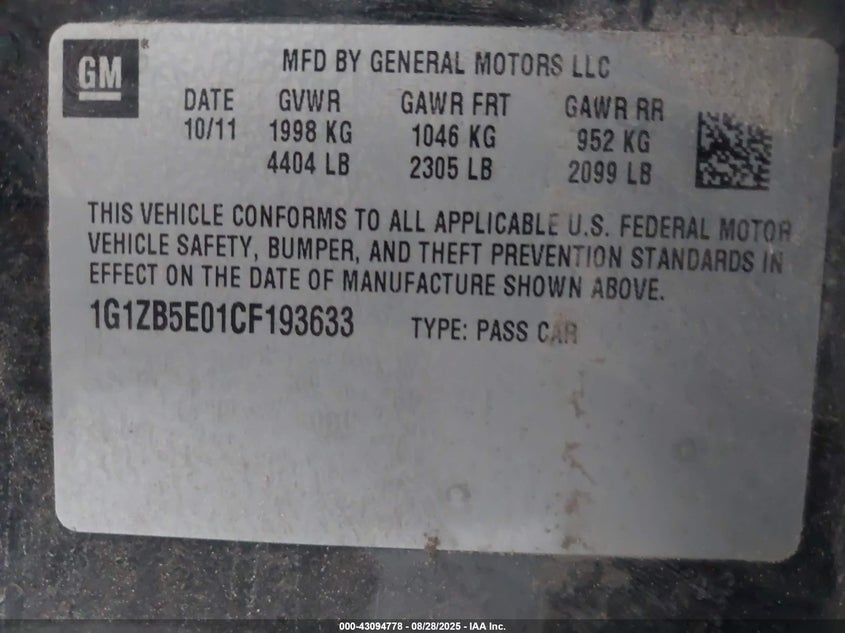 GM®
MFD BY GENERAL MOTORS LLC
DATE GVWR GAWR FRT GAWR RR
10/11 1998 KG 1046 KG 952 KG
4404 LB 2305 LB 2099 LB
THIS VEHICLE CONFORMS TO ALL APPLICABLE U.S. FEDERAL MOTOR
VEHICLE SAFETY, BUMPER, AND THEFT PREVENTION STANDARDS IN
EFFECT ON THE DATE OF MANUFACTURE SHOWN ABOVE.
1G1ZB5E01CF193633 TYPE: PASS CAR
000-43094778 - 08/28/2025 - IAA Inc.